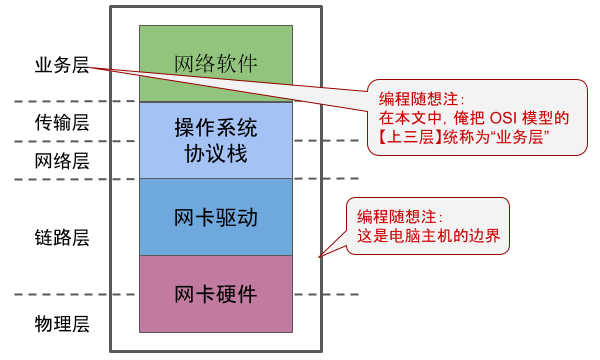 业务层
网络软件
传输层
网络层
操作系统
协议栈
链路层
网卡驱动
网卡硬件
物理层
编程随想注：
在本文中，俺把 OSI 模型的
【上三层】统称为“业务层”
编程随想注：
这是电脑主机的边界